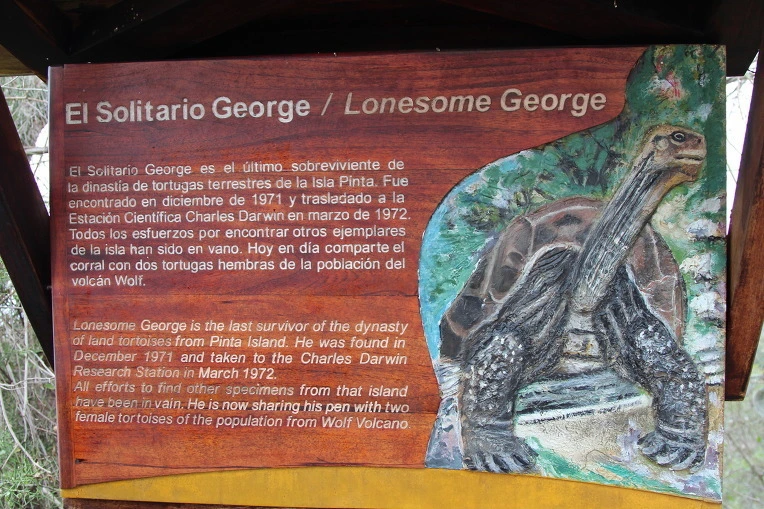 El Solitario George / Lonesome George
El Solitario George es el último sobreviviente de
la dinastía de tortugas terrestres de la Isla Pinta. Fue
encontrado en diciembre de 1971 y trasladado a la
Estación Científica Charles Darwin en marzo de 1972.
Todos los esfuerzos por encontrar otros ejemplares
de la isla han sido en vano. Hoy en día comparte el
corral con dos tortugas hembras de la población del
volcán Wolf.
Lonesome George is the last survivor of the dynasty
of land tortoises from Pinta Island. He was found in
December 1971 and taken to the Charles Darwin
Research Station in March 1972.
All efforts to find other specimens from that island
have been in vain. He is now sharing his pen with two
female tortoises of the population from Wolf Volcano.